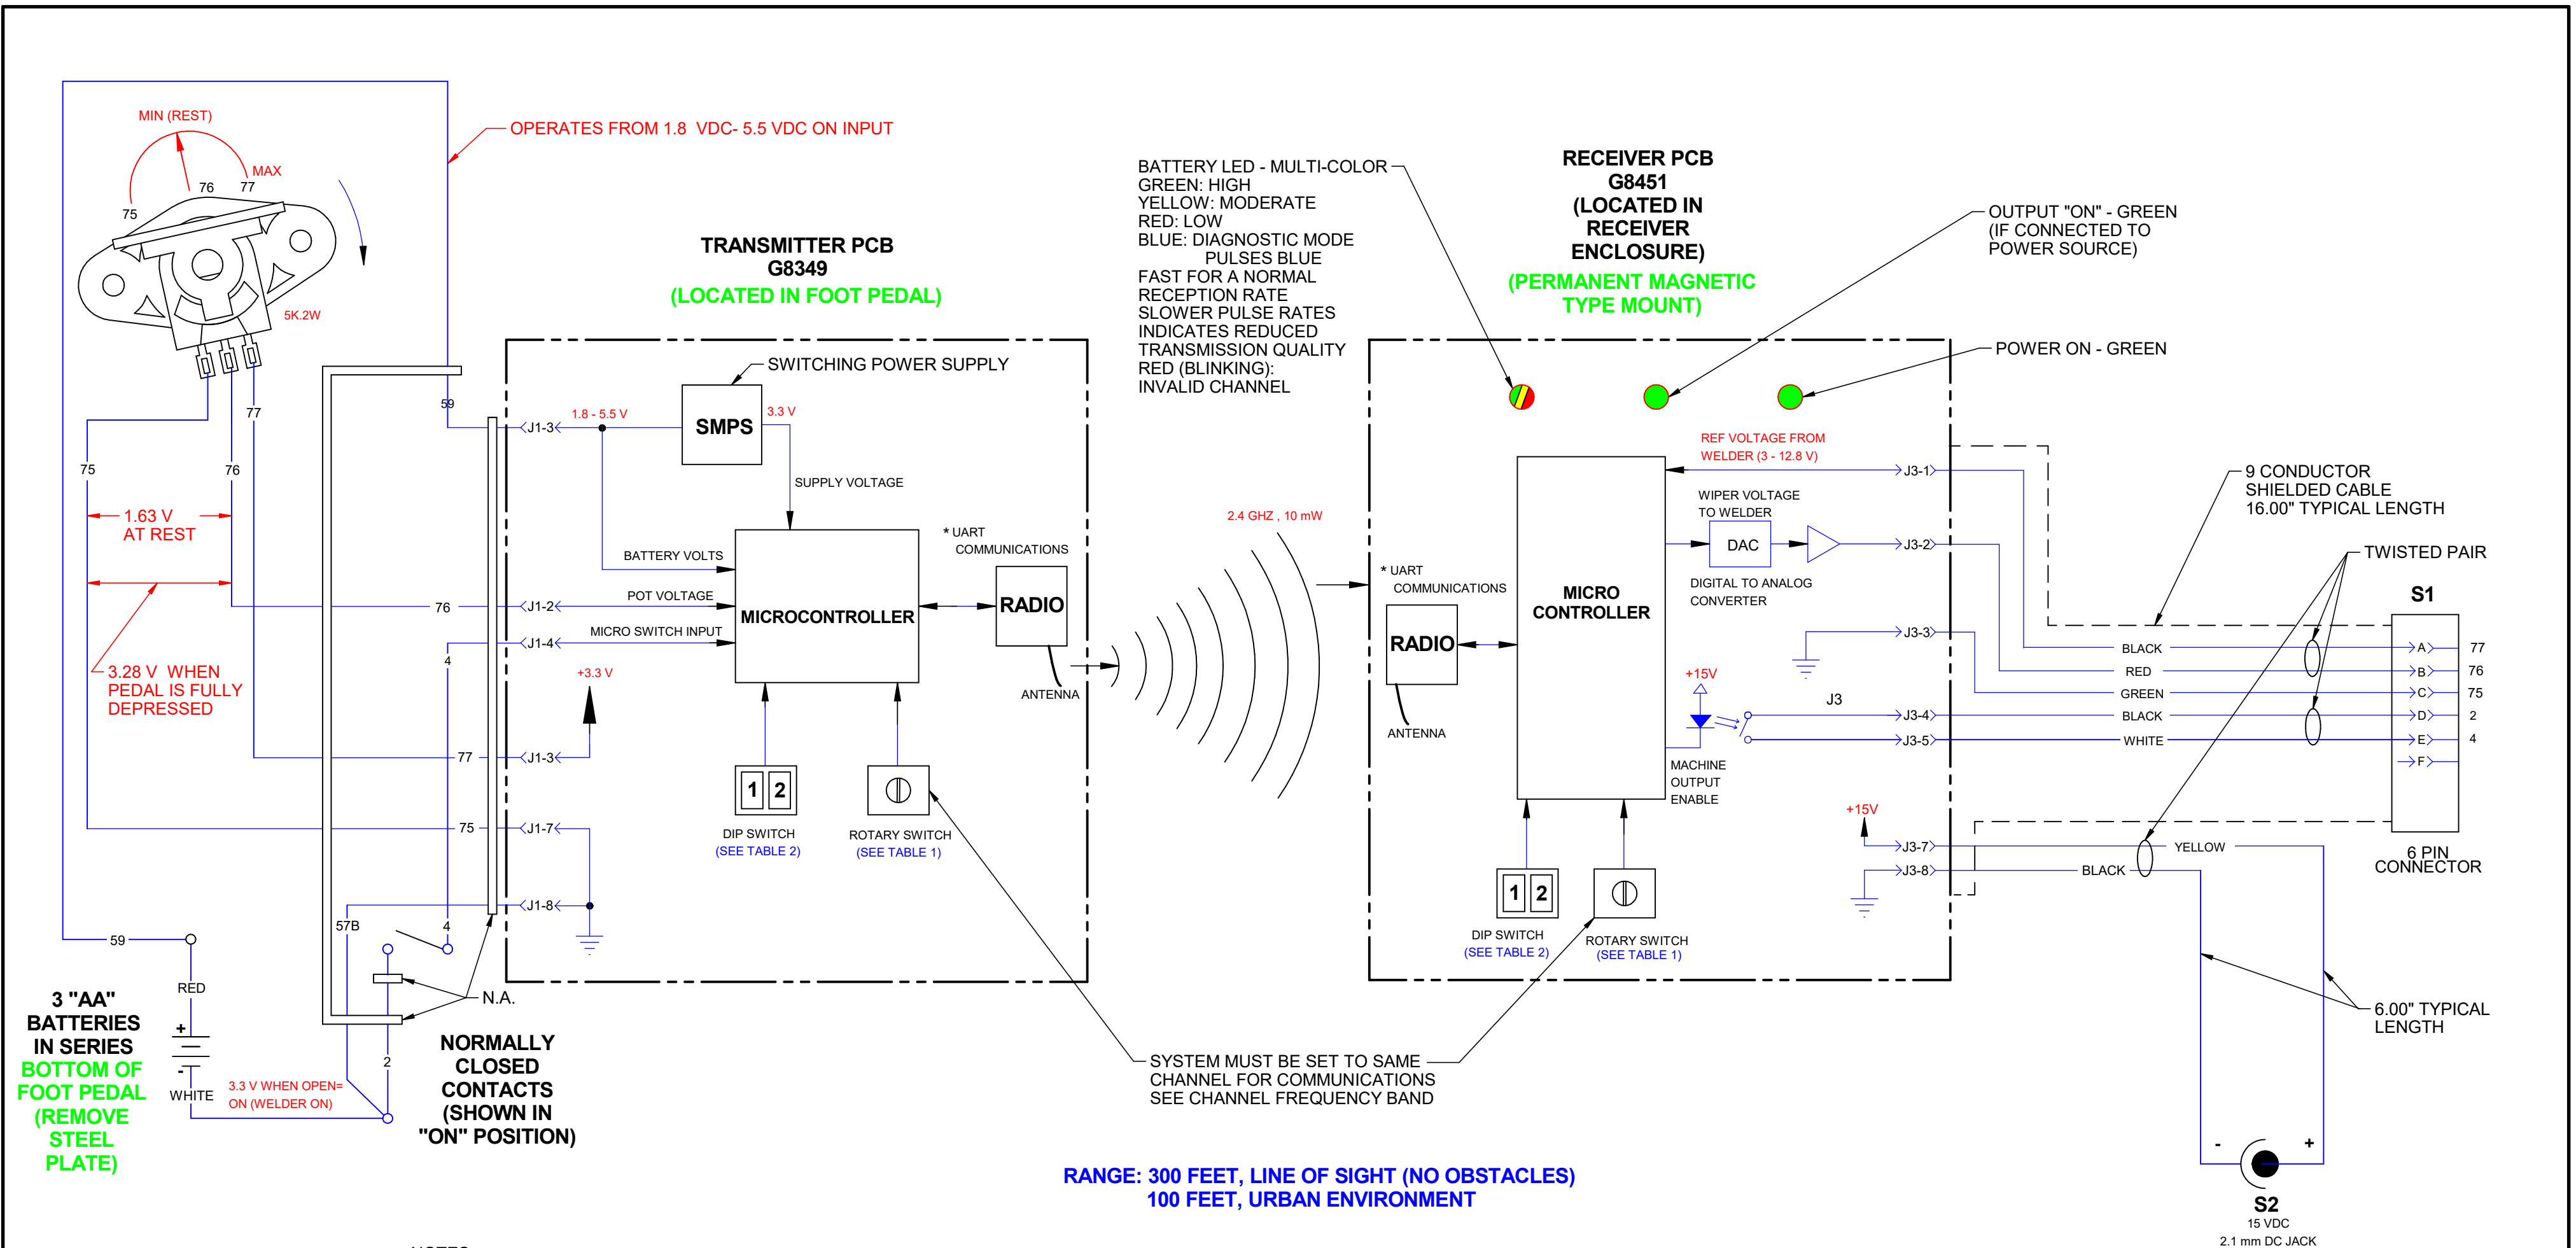 MIN (REST)
MAX
76
77
75
5K.2W
OPERATES FROM 1.8 VDC- 5.5 VDC ON INPUT
TRANSMITTER PCB
G8349
(LOCATED IN FOOT PEDAL)
BATTERY LED - MULTI-COLOR
GREEN: HIGH
YELLOW: MODERATE
RED: LOW
BLUE: DIAGNOSTIC MODE
PULSES BLUE
FAST FOR A NORMAL
RECEPTION RATE
SLOWER PULSE RATES
INDICATES REDUCED
TRANSMISSION QUALITY
RED (BLINKING):
INVALID CHANNEL
RECEIVER PCB
G8451
(LOCATED IN
RECEIVER
ENCLOSURE)
(PERMANENT MAGNETIC
TYPE MOUNT)
OUTPUT "ON" - GREEN
(IF CONNECTED TO
POWER SOURCE)
POWER ON - GREEN
75
76
77
59
1.63 V
AT REST
3.28 V WHEN
PEDAL IS FULLY
DEPRESSED
J1-3
1.8 - 5.5 V
SWITCHING POWER SUPPLY
SMPS
3.3 V
SUPPLY VOLTAGE
BATTERY VOLTS
76
J1-2
POT VOLTAGE
J1-4
MICRO SWITCH INPUT
4
MICROCONTROLLER
* UART
COMMUNICATIONS
RADIO
ANTENNA
+3.3 V
77
J1-3
75
J1-7
J1-8
1 2
DIP SWITCH
(SEE TABLE 2)
ROTARY SWITCH
(SEE TABLE 1)
57B
4
N.A.
2
59
RED
+
-
WHITE
3 "AA"
BATTERIES
IN SERIES
BOTTOM OF
FOOT PEDAL
(REMOVE
STEEL
PLATE)
3.3 V WHEN OPEN=
ON (WELDER ON)
NORMALLY
CLOSED
CONTACTS
(SHOWN IN
"ON" POSITION)
2.4 GHZ , 10 mW
* UART
COMMUNICATIONS
RADIO
ANTENNA
MICRO
CONTROLLER
REF VOLTAGE FROM
WELDER (3 - 12.8 V)
J3-1
WIPER VOLTAGE
TO WELDER
DAC
J3-2
DIGITAL TO ANALOG
CONVERTER
J3-3
+15V
J3
J3-4
J3-5
MACHINE
OUTPUT
ENABLE
+15V
J3-7
J3-8
1 2
DIP SWITCH
(SEE TABLE 2)
ROTARY SWITCH
(SEE TABLE 1)
SYSTEM MUST BE SET TO SAME
CHANNEL FOR COMMUNICATIONS
SEE CHANNEL FREQUENCY BAND
9 CONDUCTOR
SHIELDED CABLE
16.00" TYPICAL LENGTH
TWISTED PAIR
S1
BLACK A 77
RED B 76
GREEN C 75
BLACK D 2
WHITE E 4
F
6 PIN
CONNECTOR
YELLOW
BLACK
6.00" TYPICAL
LENGTH
- +
S2
15 VDC
2.1 mm DC JACK
RANGE: 300 FEET, LINE OF SIGHT (NO OBSTACLES)
100 FEET, URBAN ENVIRONMENT